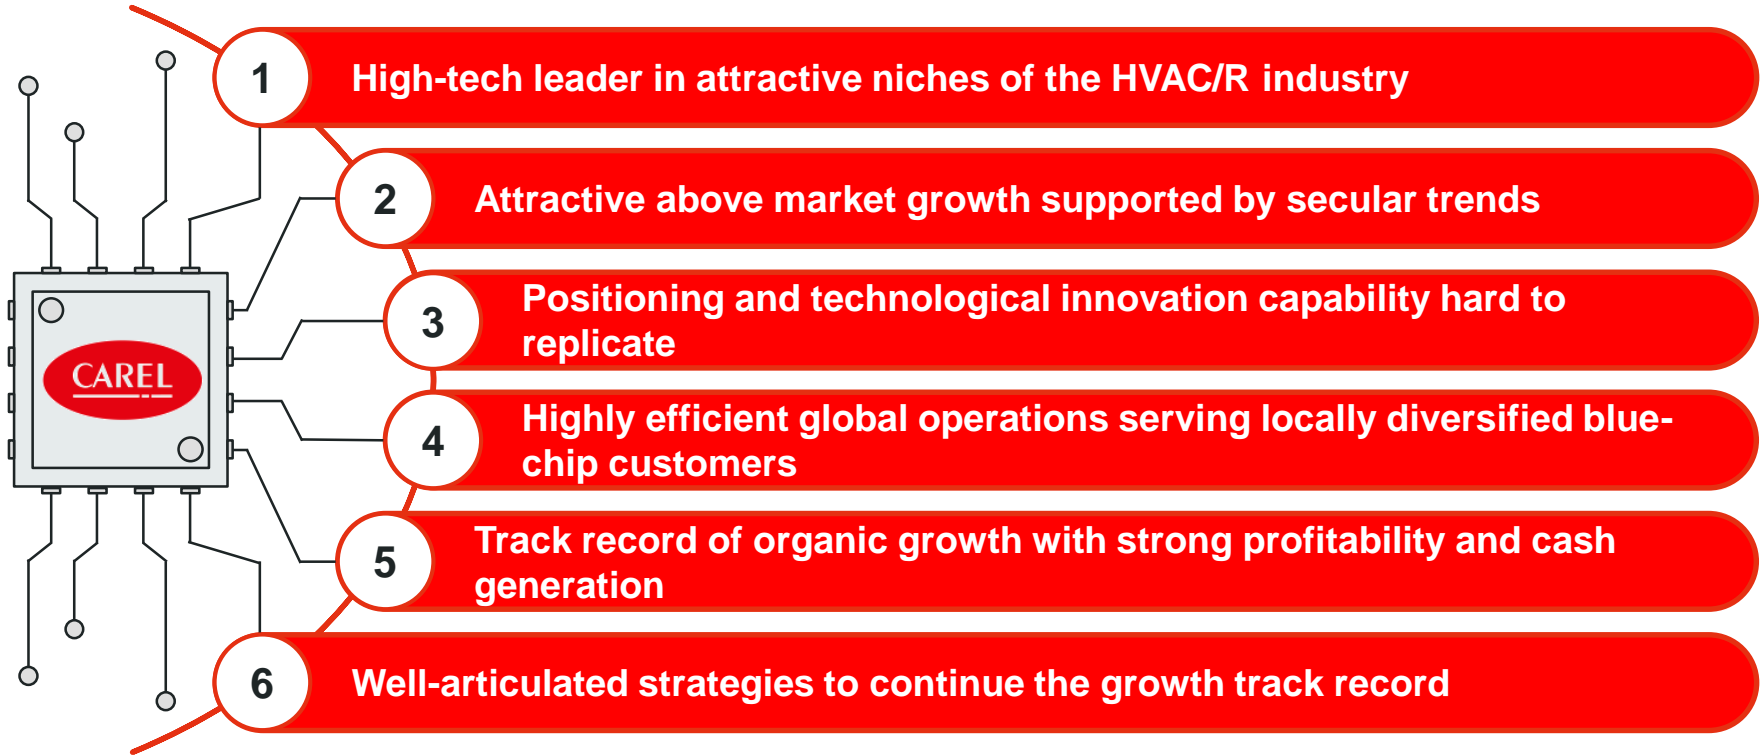 1
High-tech leader in attractive niches of the HVAC/R industry
2
Attractive above market growth supported by secular trends
3
Positioning and technological innovation capability hard to
replicate
CAREL
4
Highly efficient global operations serving locally diversified blue-
chip customers
5
Track record of organic growth with strong profitability and cash
generation
6
Well-articulated strategies to continue the growth track record